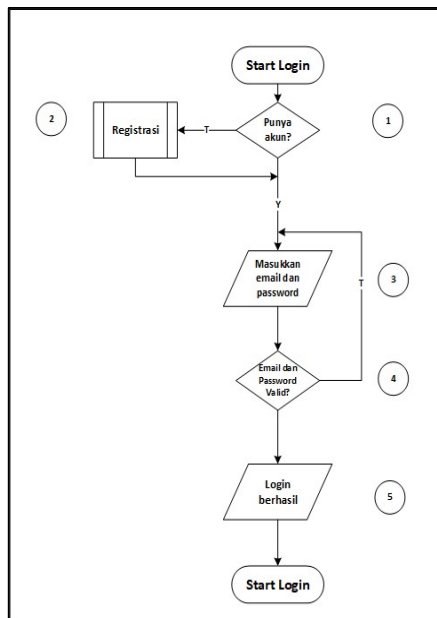 Start Login
Punya
akun?
1
T
Registrasi
2
Y
Masukkan
email dan
password
3
T
Email dan
Password
Valid?
4
Login
berhasil
5
Start Login